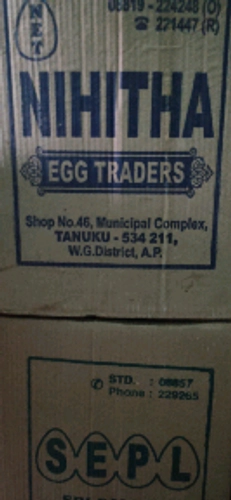 NET
08819 - 224248 (O)
☎ 221447 (R)
NIHITHA
EGG TRADERS
Shop No.46, Municipal Complex,
TANUKU - 534 211,
W.G.District, A.P.
✆ STD. : 08857
Phone : 229265
SEPL